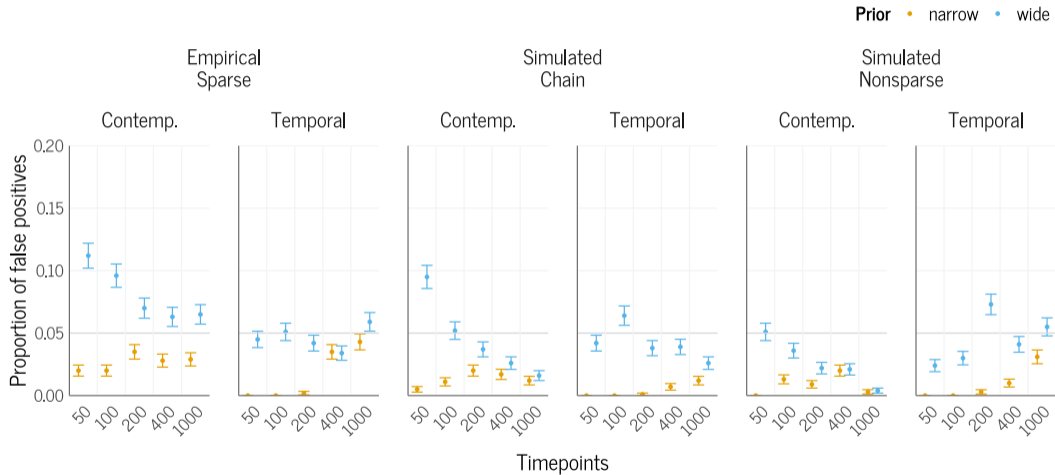 Prior narrow wide
Empirical
Sparse
Simulated
Chain
Simulated
Nonsparse
Contemp. Temporal Contemp. Temporal Contemp. Temporal
Proportion of false positives
0.20
0.15
0.10
0.05
0.00
50 100 200 400 1000 50 100 200 400 1000 50 100 200 400 1000 50 100 200 400 1000 50 100 200 400 1000 50 100 200 400 1000
Timepoints